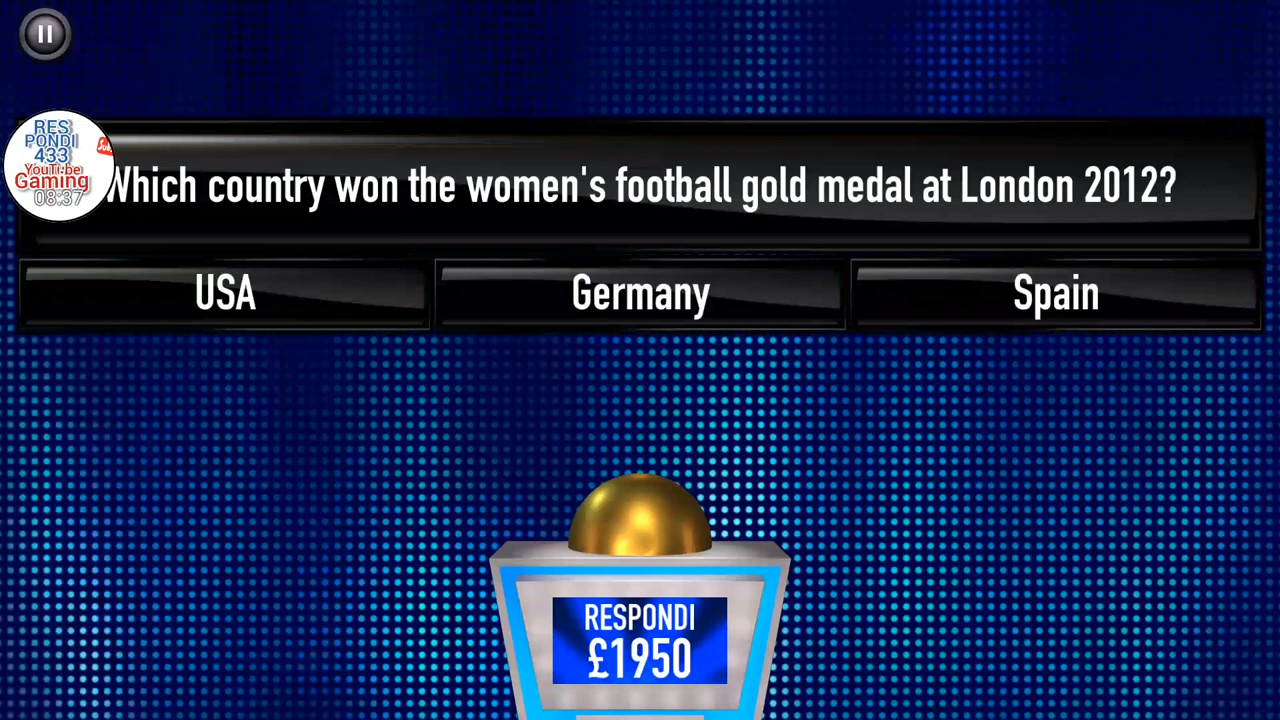 RES
PONDI
433
YouTube
Gaming
08:37
Which country won the women's football gold medal at London 2012?
USA
Germany
Spain
RESPONDI
£1950